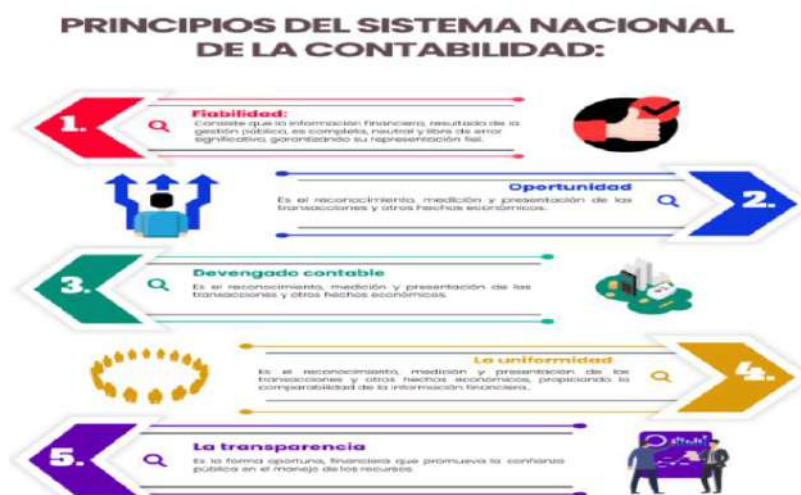 PRINCIPIOS DEL SISTEMA NACIONAL
DE LA CONTABILIDAD:
1.
Fiabilidad:
Consiste que la información financiera, resultado de la
gestión pública, es completa, neutral y libre de error
significativo, garantizando su representación fiel.
Oportunidad
Es el reconocimiento, medición y presentación de las
transacciones y otros hechos económicos.
2.
3.
Devengado contable
Es el reconocimiento, medición y presentación de las
transacciones y otros hechos económicos.
La uniformidad
Es el reconocimiento, medición y presentación de las
transacciones y otros hechos económicos, propiciando la
comparabilidad de la información financiera.
4.
5.
La transparencia
Es la forma oportuna, financiera que promueva la confianza
pública en el manejo de los recursos.